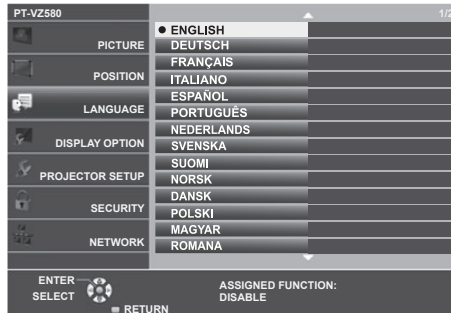 PT-VZ580
1/2
PICTURE
POSITION
LANGUAGE
DISPLAY OPTION
PROJECTOR SETUP
SECURITY
NETWORK
ENGLISH
DEUTSCH
FRANÇAIS
ITALIANO
ESPAÑOL
PORTUGUÊS
NEDERLANDS
SVENSKA
SUOMI
NORSK
DANSK
POLSKI
MAGYAR
ROMANA
ENTER
SELECT
RETURN
ASSIGNED FUNCTION:
DISABLE